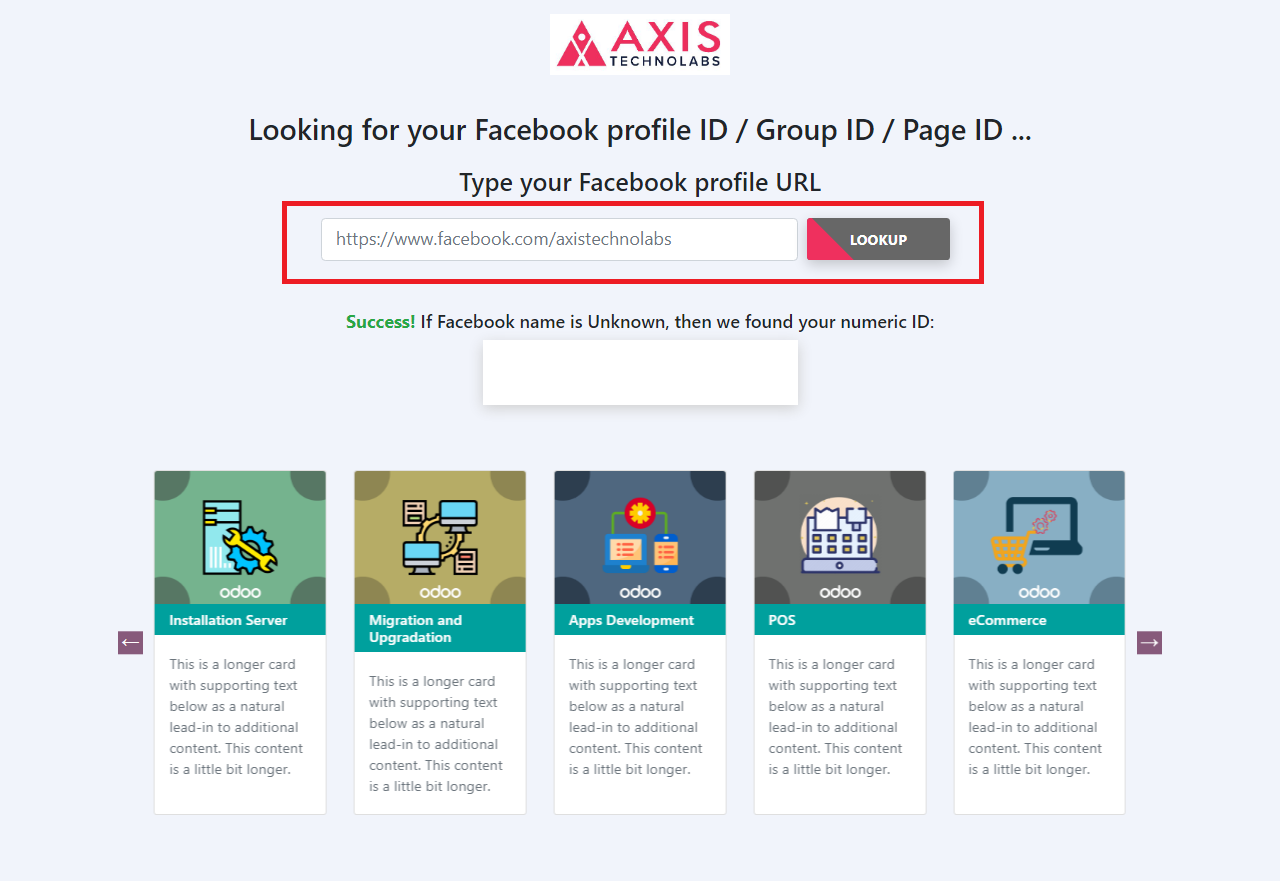 AXIS
TECHNOLABS
Looking for your Facebook profile ID / Group ID / Page ID ...
Type your Facebook profile URL
https://www.facebook.com/axistechnolabs
LOOKUP
Success! If Facebook name is Unknown, then we found your numeric ID:
odoo
Installation Server
This is a longer card
with supporting text
below as a natural
lead-in to additional
content. This content
is a little bit longer.
odoo
Migration and
Upgradation
This is a longer card
with supporting text
below as a natural
lead-in to additional
content. This content
is a little bit longer.
odoo
Apps Development
This is a longer card
with supporting text
below as a natural
lead-in to additional
content. This content
is a little bit longer.
odoo
POS
This is a longer card
with supporting text
below as a natural
lead-in to additional
content. This content
is a little bit longer.
odoo
eCommerce
This is a longer card
with supporting text
below as a natural
lead-in to additional
content. This content
is a little bit longer.
←
→